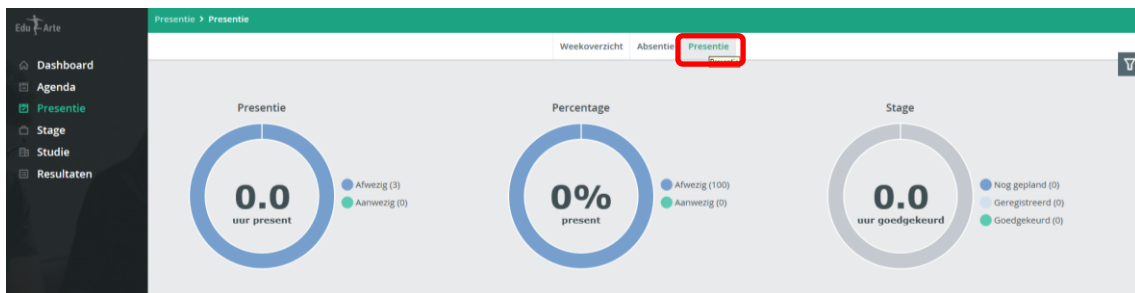 Edu Arte
Presentie > Presentie
Weekoverzicht Absentie Presentie
Presentie
Dashboard
Agenda
Presentie
Stage
Studie
Resultaten
Presentie
0.0
uur present
Afwezig (3)
Aanwezig (0)
Percentage
0%
present
Afwezig (100)
Aanwezig (0)
Stage
0.0
uur goedgekeurd
Nog gepland (0)
Geregistreerd (0)
Goedgekeurd (0)